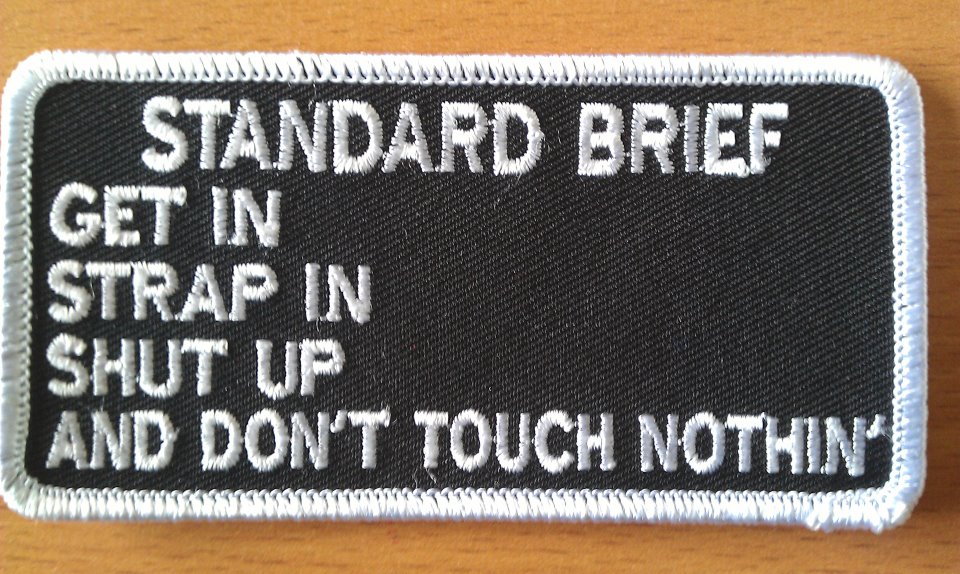 STANDARD BRIEF
GET IN
STRAP IN
SHUT UP
AND DON'T TOUCH NOTHIN'